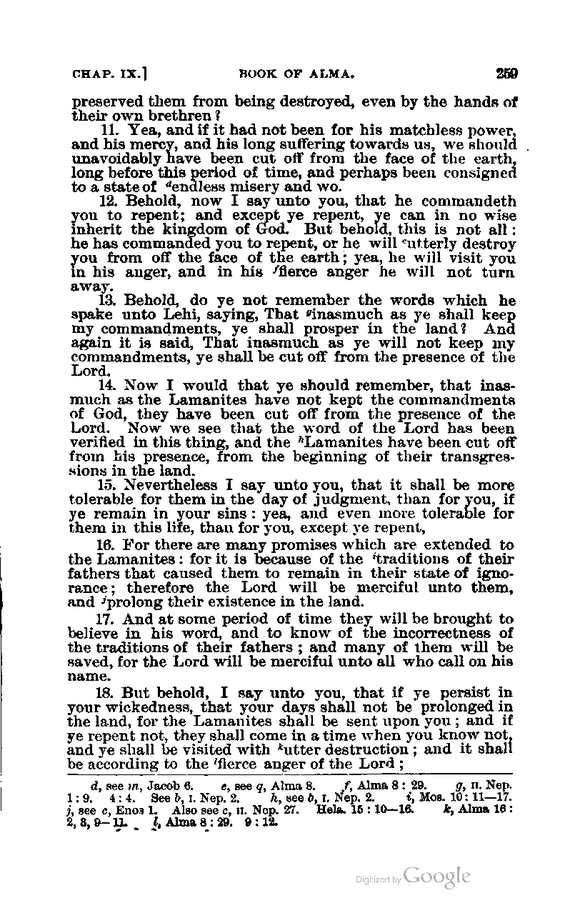 CHAP. IX.] BOOK OF ALMA. 259
preserved them from being destroyed, even by the hands of
their own brethren?
11. Yea, and if it had not been for his matchless power,
and his mercy, and his long suffering towards us, we should
unavoidably have been cut off from the face of the earth,
long before this period of time, and perhaps been consigned
to a state of dendless misery and wo.
12. Behold, now I say unto you, that he commandeth
you to repent; and except ye repent, ye can in no wise
inherit the kingdom of God. But behold, this is not all:
he has commanded you to repent, or he will eutterly destroy
you from off the face of the earth; yea, he will visit you
in his anger, and in his ffierce anger he will not turn
away.
13. Behold, do ye not remember the words which he
spake unto Lehi, saying, That ginasmuch as ye shall keep
my commandments, ye shall prosper in the land? And
again it is said, That inasmuch as ye will not keep my
commandments, ye shall be cut off from the presence of the
Lord.
14. Now I would that ye should remember, that inas-
much as the Lamanites have not kept the commandments
of God, they have been cut off from the presence of the
Lord. Now we see that the word of the Lord has been
verified in this thing, and the hLamanites have been cut off
from his presence, from the beginning of their transgres-
sions in the land.
15. Nevertheless I say unto you, that it shall be more
tolerable for them in the day of judgment, than for you, if
ye remain in your sins: yea, and even more tolerable for
them in this life, than for you, except ye repent,
16. For there are many promises which are extended to
the Lamanites: for it is because of the itraditions of their
fathers that caused them to remain in their state of igno-
rance; therefore the Lord will be merciful unto them,
and jprolong their existence in the land.
17. And at some period of time they will be brought to
believe in his word, and to know of the incorrectness of
the traditions of their fathers; and many of them will be
saved, for the Lord will be merciful unto all who call on his
name.
18. But behold, I say unto you, that if ye persist in
your wickedness, that your days shall not be prolonged in
the land, for the Lamanites shall be sent upon you; and if
ye repent not, they shall come in a time when you know not,
and ye shall be visited with kutter destruction; and it shall
be according to the lfierce anger of the Lord;
d, see m, Jacob 6. e, see q, Alma 8. f, Alma 8: 29. g, II. Nep.
1: 9. 4: 4. See b, I. Nep. 2. h, see b, I. Nep. 2. i, Mos. 10: 11—17.
j, see c, Enos 1. Also see c, II. Nep. 27. Hela. 15: 10—16. k, Alma 16:
2, 3, 9—11. l, Alma 8: 29. 9: 12.
Digitized by Google